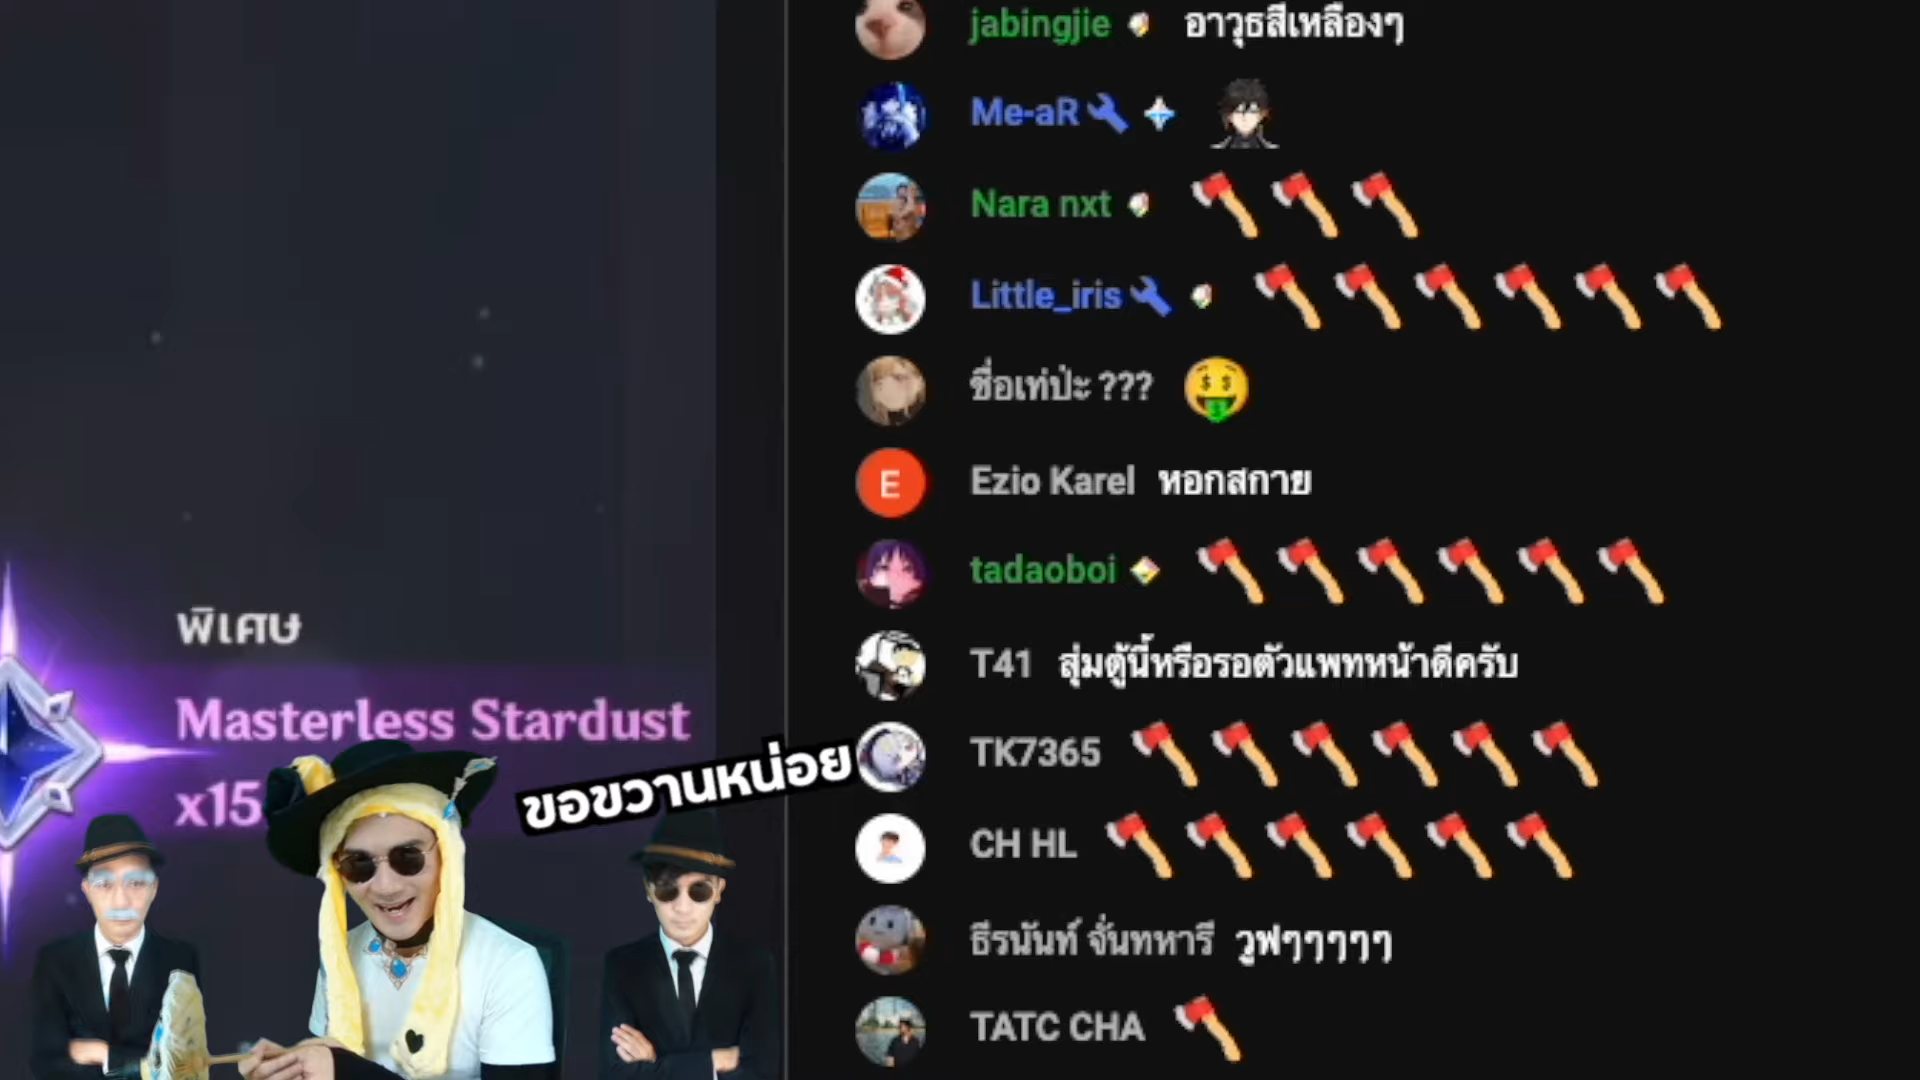 jabingjie อาวุธสีเหลืองๆ
Me-aR
Nara nxt
Little_iris
ชื่อเท่ป่ะ ???
E
Ezio Karel หอกสกาย
tadaoboi
T41 สุ่มตู้นี้หรือรอตัวแพทหน้าดีครับ
TK7365
CH HL
ธีรนันท์ จั่นทหารี วูฟๆๆๆๆๆ
TATC CHA
พิเศษ
Masterless Stardust
x15
ขอขวานหน่อย